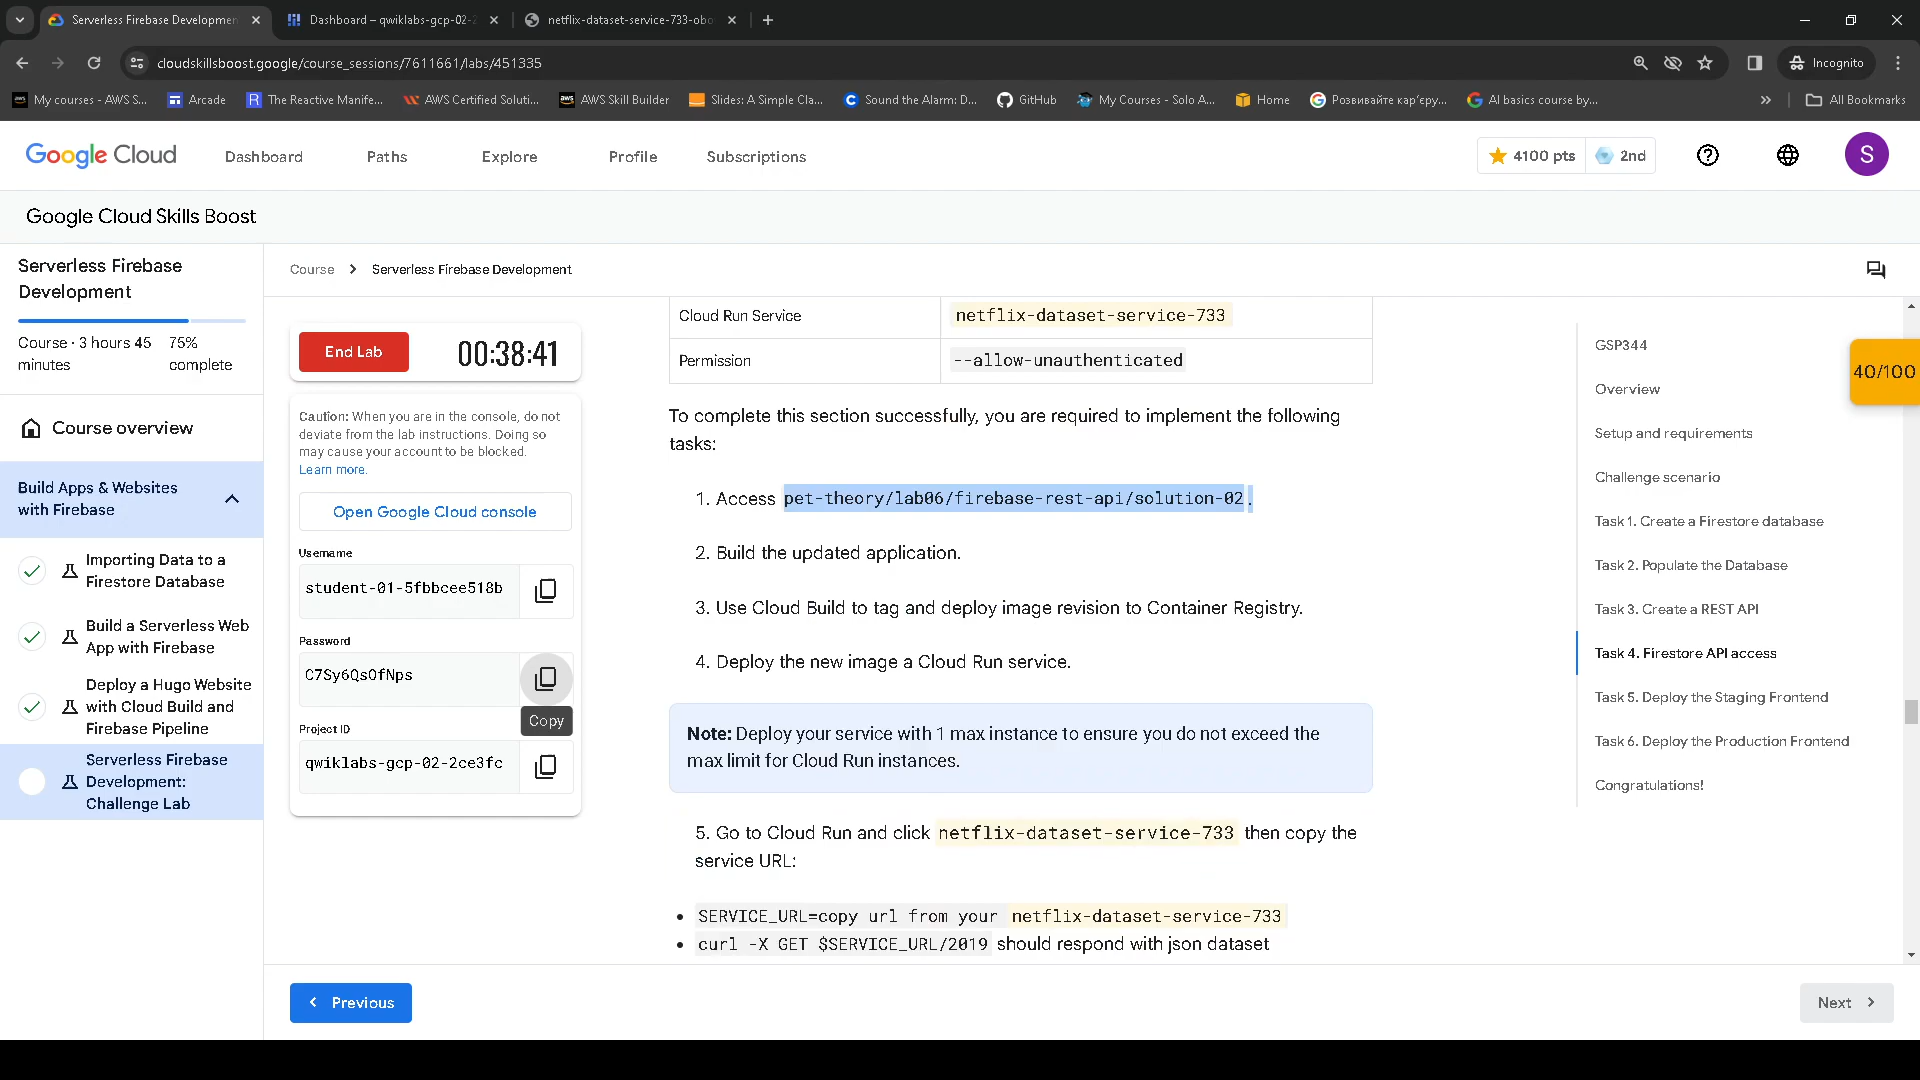 Serverless Firebase Developmen
Dashboard – qwiklabs-gcp-02-2
netflix-dataset-service-733-obo
cloudskillsboost.google/course_sessions/7611661/labs/451335
Incognito
My courses - AWS S...
Arcade
The Reactive Manife...
AWS Certified Soluti...
AWS Skill Builder
Slides: A Simple Cla...
Sound the Alarm: D...
GitHub
My Courses - Solo A...
Home
Розвивайте кар'єру...
AI basics course by...
All Bookmarks
Google Cloud
Dashboard
Paths
Explore
Profile
Subscriptions
4100 pts
2nd
S
Google Cloud Skills Boost
Serverless Firebase
Development
Course · 3 hours 45
minutes
75%
complete
Course overview
Build Apps & Websites
with Firebase
Importing Data to a
Firestore Database
Build a Serverless Web
App with Firebase
Deploy a Hugo Website
with Cloud Build and
Firebase Pipeline
Serverless Firebase
Development:
Challenge Lab
Course > Serverless Firebase Development
End Lab
00:38:41
Caution: When you are in the console, do not
deviate from the lab instructions. Doing so
may cause your account to be blocked.
Learn more.
Open Google Cloud console
Username
student-01-5fbbcee518b
Password
C7Sy6QsOfNps
Copy
Project ID
qwiklabs-gcp-02-2ce3fc
Cloud Run Service
netflix-dataset-service-733
Permission
--allow-unauthenticated
To complete this section successfully, you are required to implement the following
tasks:
1. Access pet-theory/lab06/firebase-rest-api/solution-02.
2. Build the updated application.
3. Use Cloud Build to tag and deploy image revision to Container Registry.
4. Deploy the new image a Cloud Run service.
Note: Deploy your service with 1 max instance to ensure you do not exceed the
max limit for Cloud Run instances.
5. Go to Cloud Run and click netflix-dataset-service-733 then copy the
service URL:
• SERVICE_URL=copy url from your netflix-dataset-service-733
• curl -X GET $SERVICE_URL/2019 should respond with json dataset
GSP344
Overview
Setup and requirements
Challenge scenario
Task 1. Create a Firestore database
Task 2. Populate the Database
Task 3. Create a REST API
Task 4. Firestore API access
Task 5. Deploy the Staging Frontend
Task 6. Deploy the Production Frontend
Congratulations!
40/100
Previous
Next